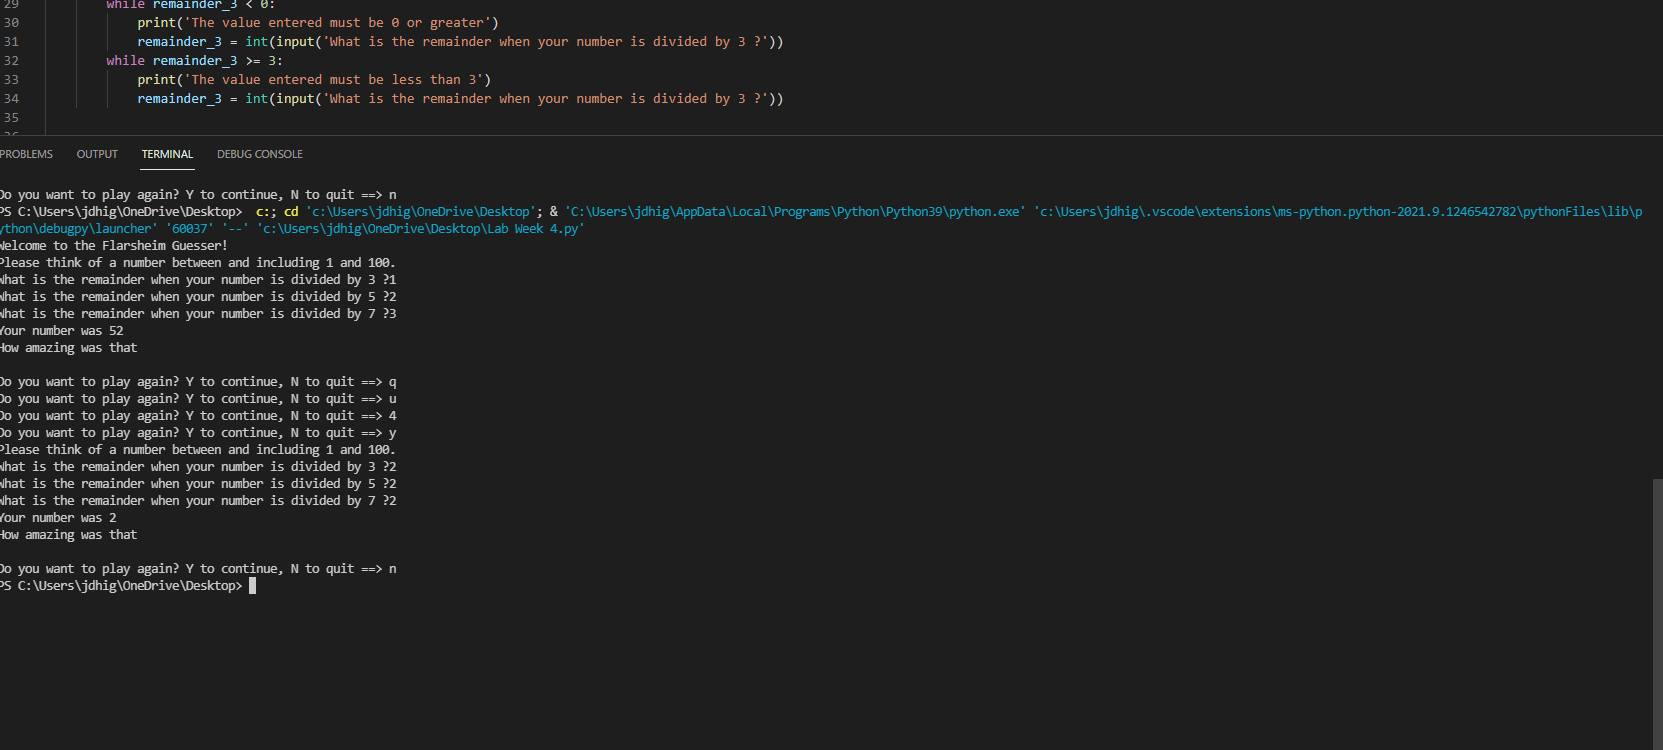 29 while remainder_3 < 0:
30 print('The value entered must be 0 or greater')
31 remainder_3 = int(input('What is the remainder when your number is divided by 3 ?'))
32 while remainder_3 >= 3:
33 print('The value entered must be less than 3')
34 remainder_3 = int(input('What is the remainder when your number is divided by 3 ?'))
35
36
PROBLEMS OUTPUT TERMINAL DEBUG CONSOLE
Do you want to play again? Y to continue, N to quit ==> n
PS C:\Users\jdhig\OneDrive\Desktop>  c:; cd 'c:\Users\jdhig\OneDrive\Desktop'; & 'C:\Users\jdhig\AppData\Local\Programs\Python\Python39\python.exe' 'c:\Users\jdhig\.vscode\extensions\ms-python.python-2021.9.1246542782\pythonFiles\lib\p
ython\debugpy\launcher' '60037' '--' 'c:\Users\jdhig\OneDrive\Desktop\Lab Week 4.py'
Welcome to the Flarsheim Guesser!
Please think of a number between and including 1 and 100.
What is the remainder when your number is divided by 3 ?1
What is the remainder when your number is divided by 5 ?2
What is the remainder when your number is divided by 7 ?3
Your number was 52
How amazing was that
Do you want to play again? Y to continue, N to quit ==> q
Do you want to play again? Y to continue, N to quit ==> u
Do you want to play again? Y to continue, N to quit ==> 4
Do you want to play again? Y to continue, N to quit ==> y
Please think of a number between and including 1 and 100.
What is the remainder when your number is divided by 3 ?2
What is the remainder when your number is divided by 5 ?2
What is the remainder when your number is divided by 7 ?2
Your number was 2
How amazing was that
Do you want to play again? Y to continue, N to quit ==> n
PS C:\Users\jdhig\OneDrive\Desktop>